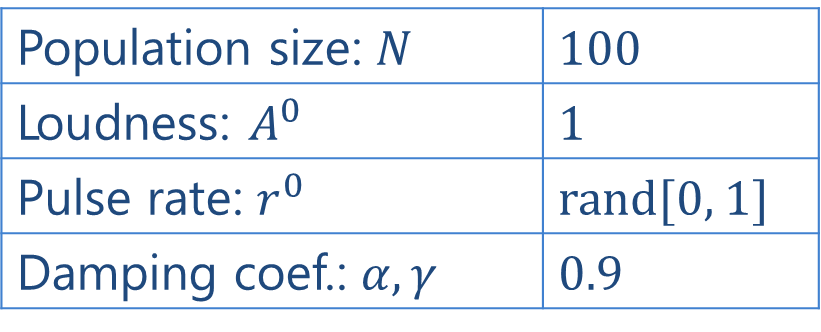 Population size: N 100
Loudness: A⁰ 1
Pulse rate: r⁰ rand[0, 1]
Damping coef.: α, γ 0.9